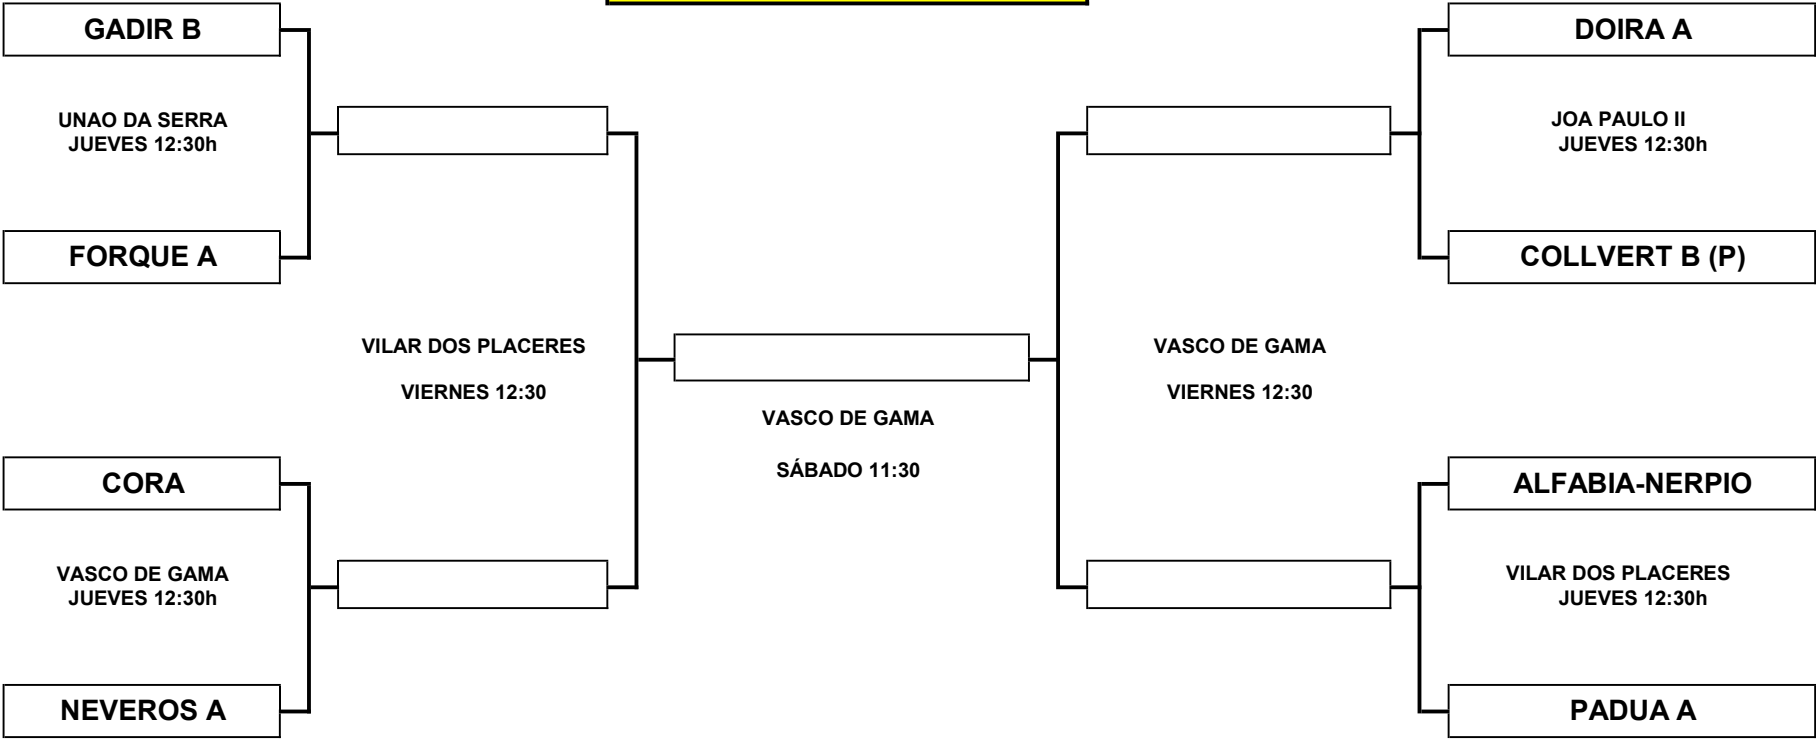 GADIR B
DOIRA A
UNAO DA SERRA
JUEVES 12:30h
JOA PAULO II
JUEVES 12:30h
FORQUE A
COLLVERT B (P)
VILAR DOS PLACERES
VIERNES 12:30
VASCO DE GAMA
VIERNES 12:30
VASCO DE GAMA
SÁBADO 11:30
CORA
ALFABIA-NERPIO
VASCO DE GAMA
JUEVES 12:30h
VILAR DOS PLACERES
JUEVES 12:30h
NEVEROS A
PADUA A